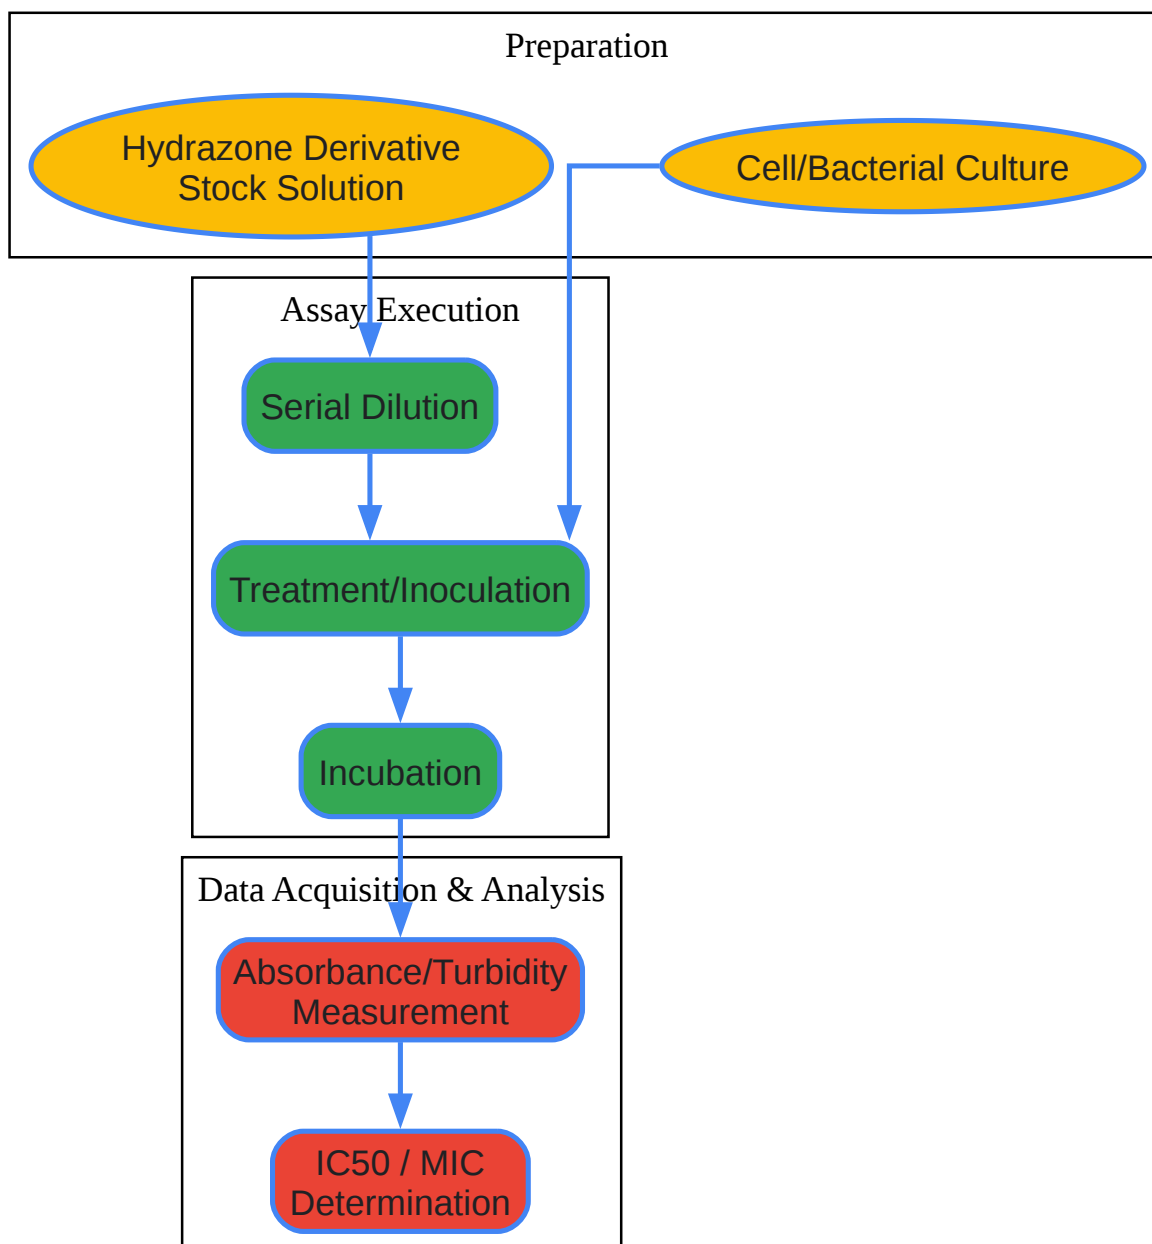 Preparation
Hydrazone Derivative
Stock Solution
Cell/Bacterial Culture
Assay Execution
Serial Dilution
Treatment/Inoculation
Incubation
Data Acquisition & Analysis
Absorbance/Turbidity
Measurement
IC50 / MIC
Determination